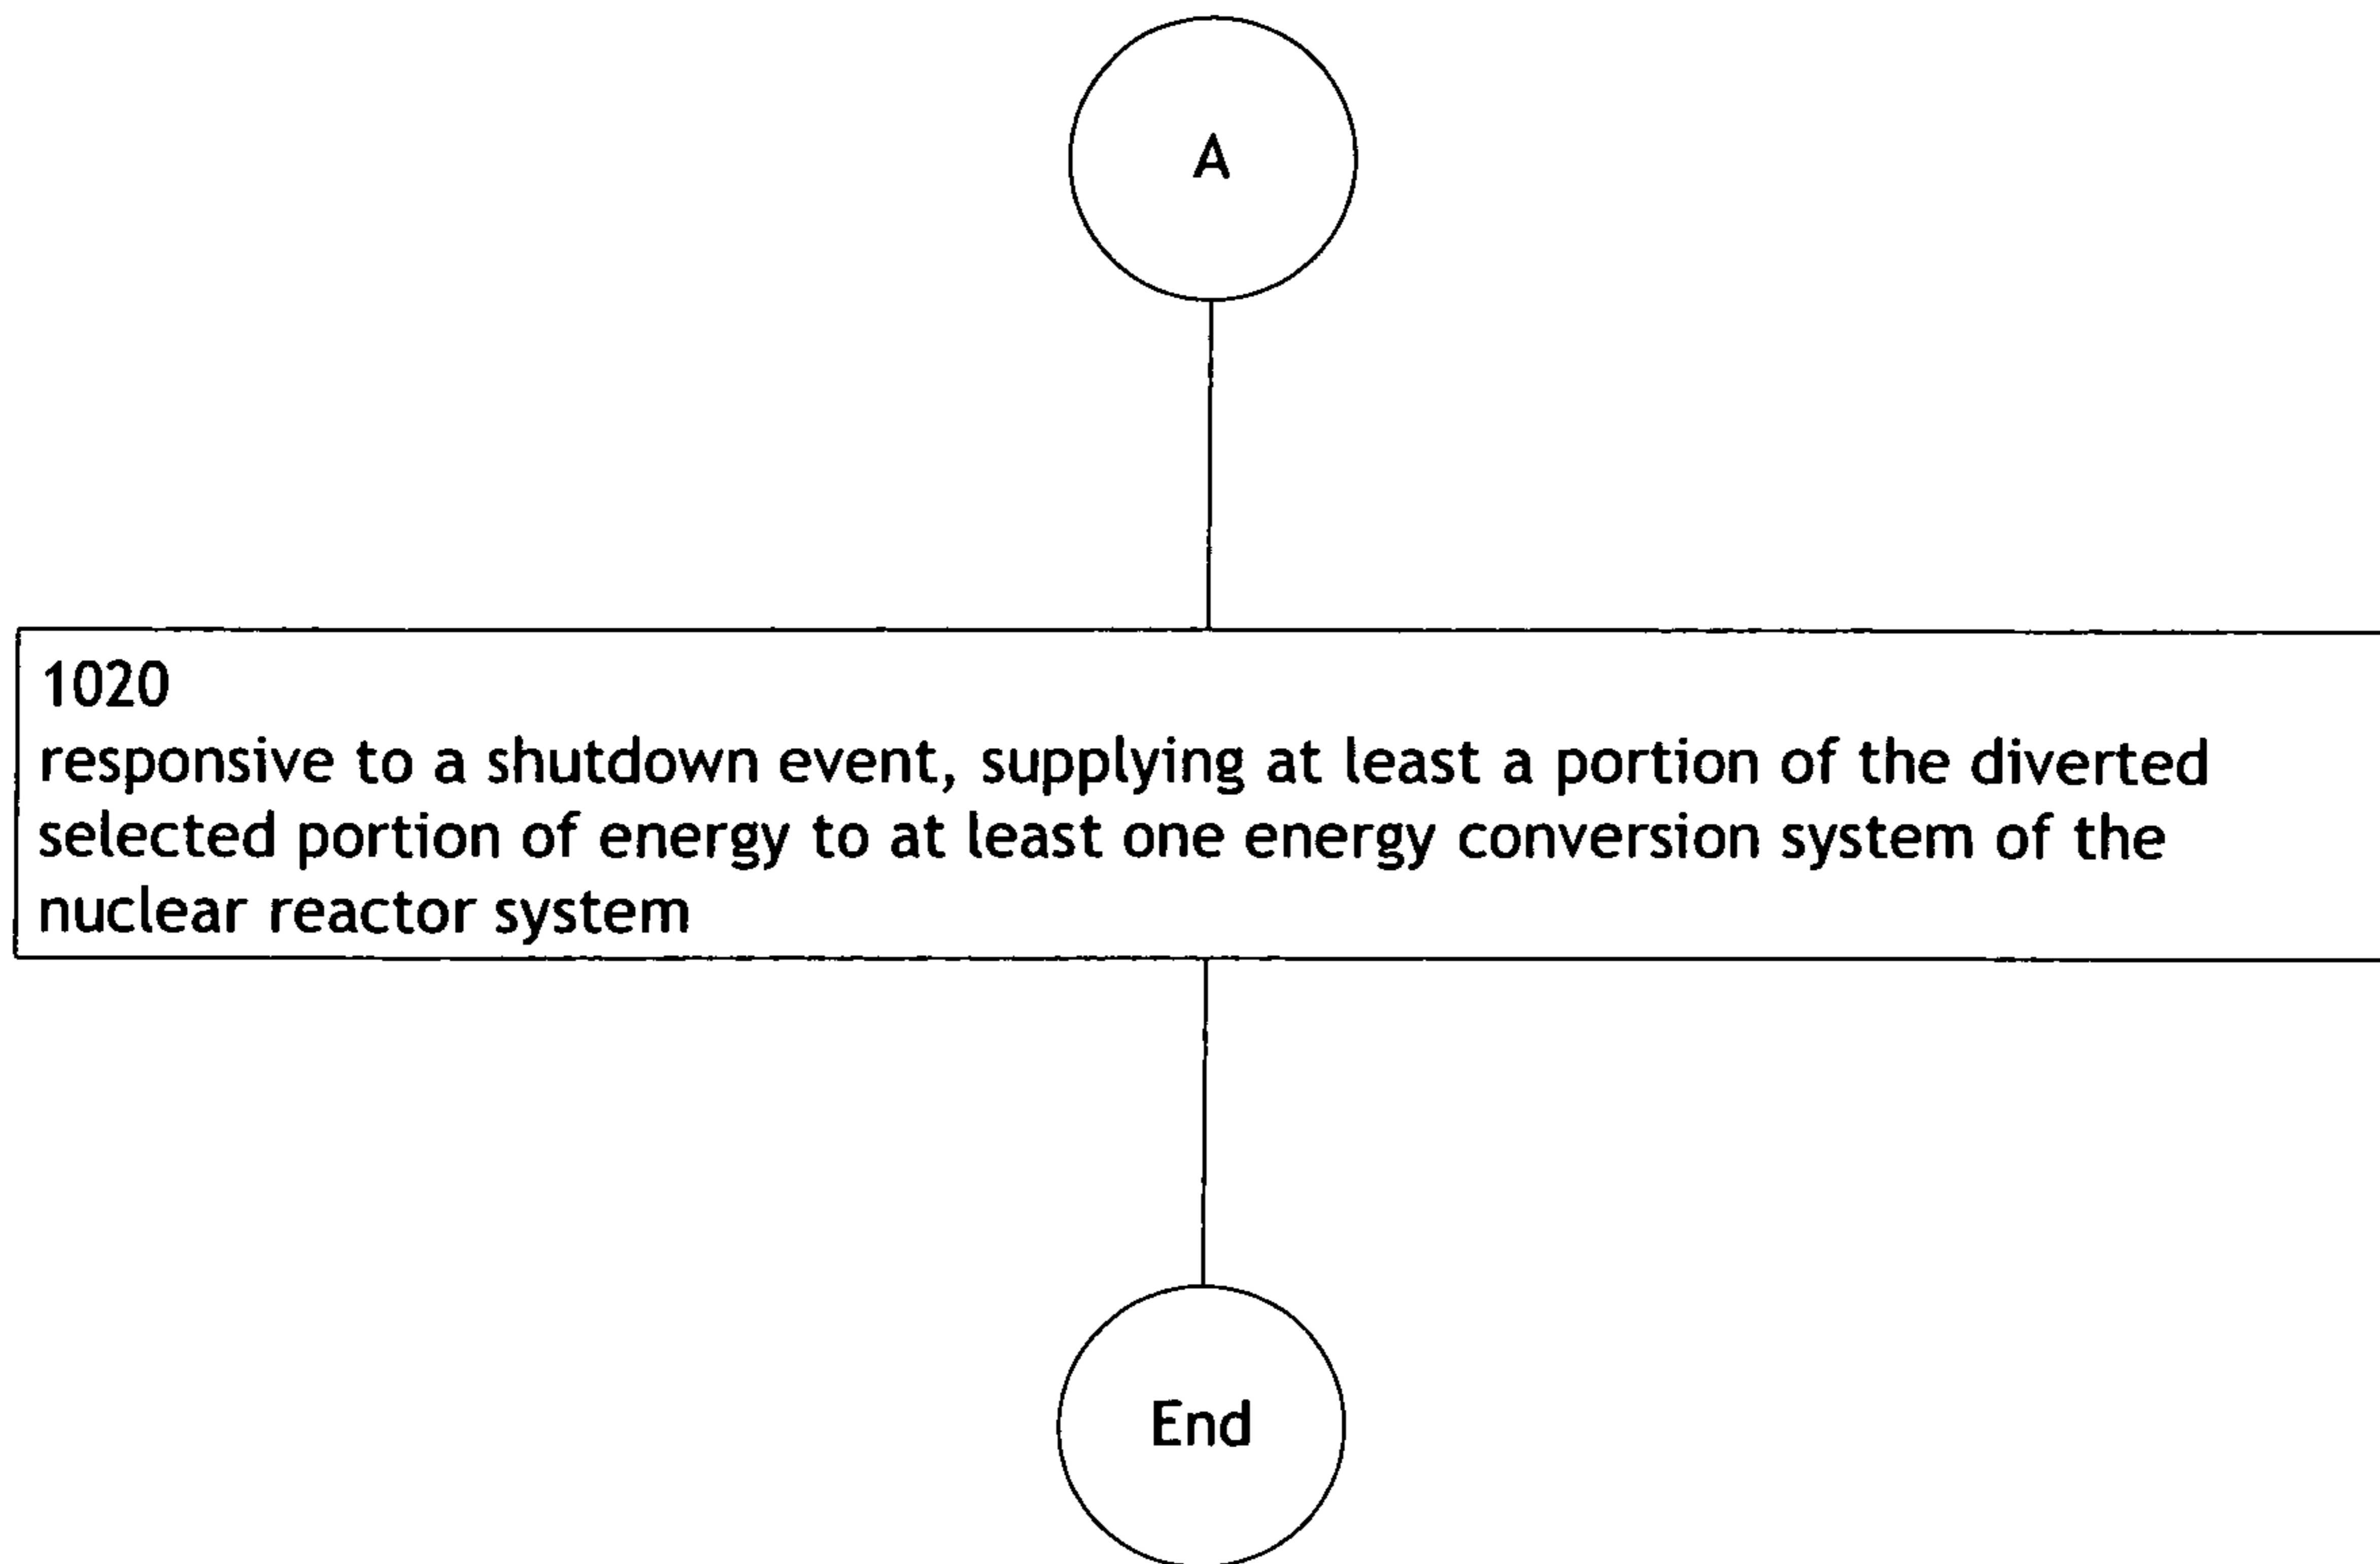 A
1020
responsive to a shutdown event, supplying at least a portion of the diverted
selected portion of energy to at least one energy conversion system of the
nuclear reactor system
End